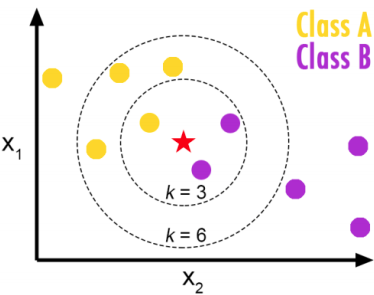 Class A
Class B
x1
k = 3
k = 6
x2